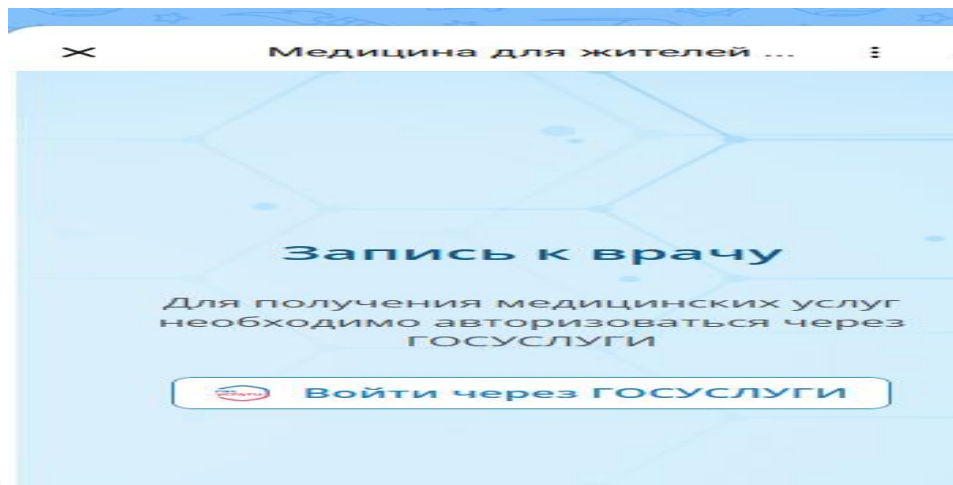 Медицина для жителей ...
Запись к врачу
Для получения медицинских услуг
необходимо авторизоваться через
ГОСУСЛУГИ
Войти через ГОСУСЛУГИ